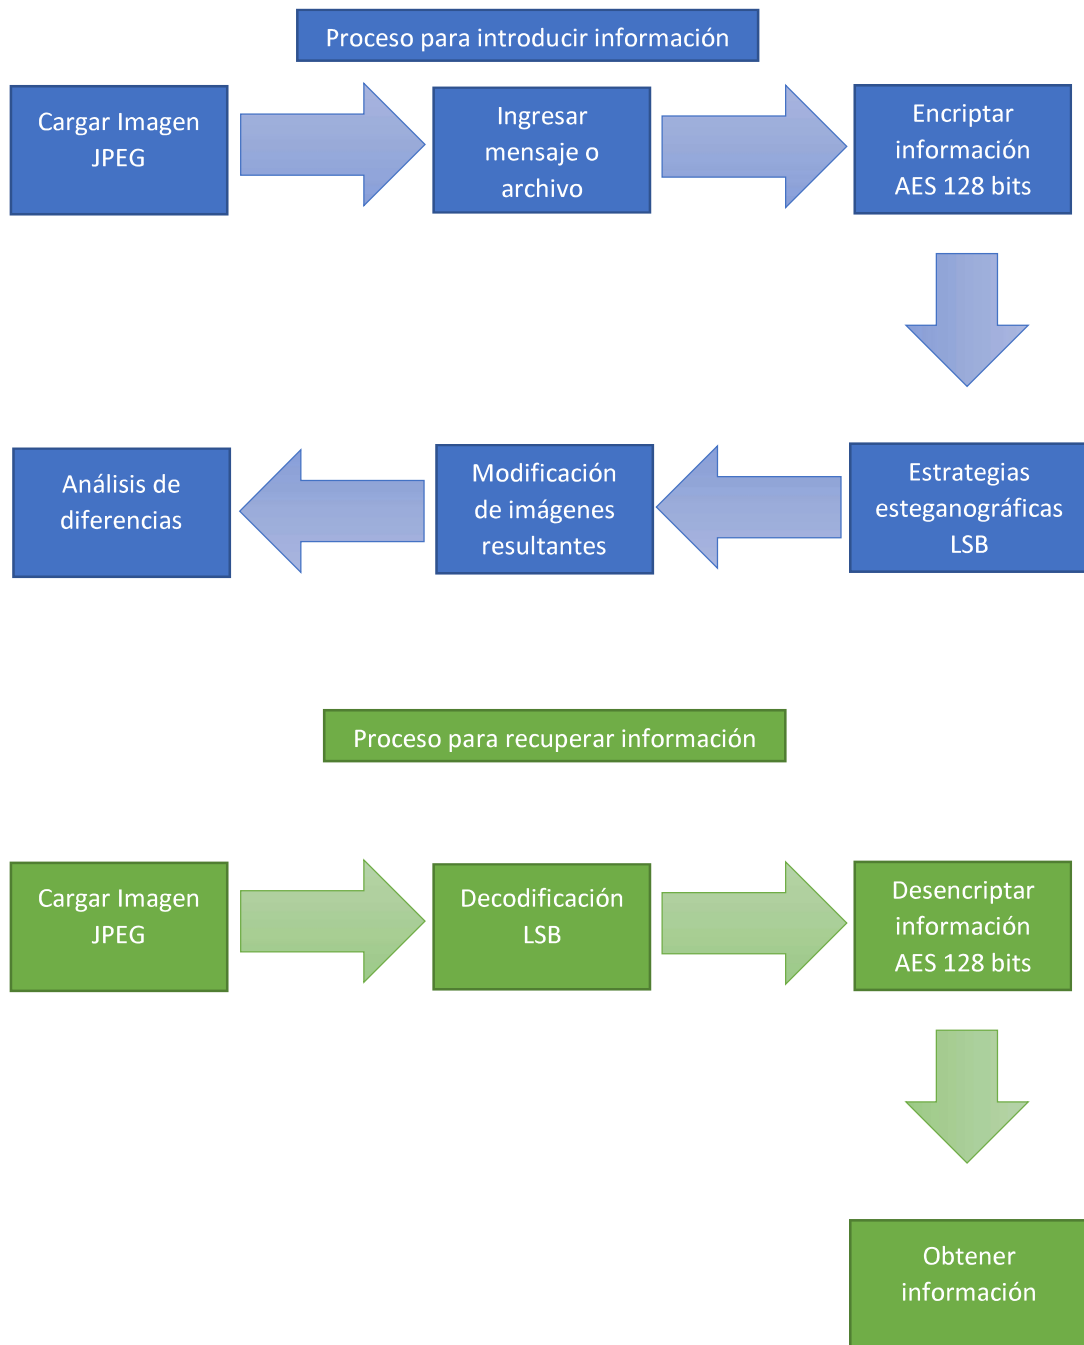 Proceso para introducir información
Cargar Imagen
JPEG
Ingresar
mensaje o
archivo
Encriptar
información
AES 128 bits
Estrategias
esteganográficas
LSB
Modificación
de imágenes
resultantes
Análisis de
diferencias
Proceso para recuperar información
Cargar Imagen
JPEG
Decodificación
LSB
Desencriptar
información
AES 128 bits
Obtener
información